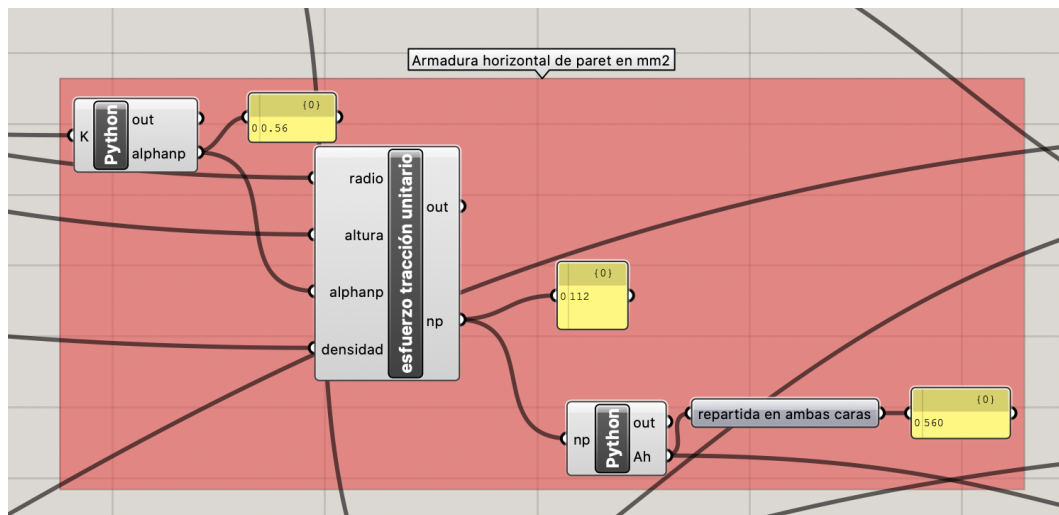 Armadura horizontal de paret en mm2
K
Python
out
alphanp
{0}
0 0.56
radio
altura
alphanp
densidad
esfuerzo tracción unitario
out
np
{0}
0 112
np
Python
out
Ah
repartida en ambas caras
{0}
0 560